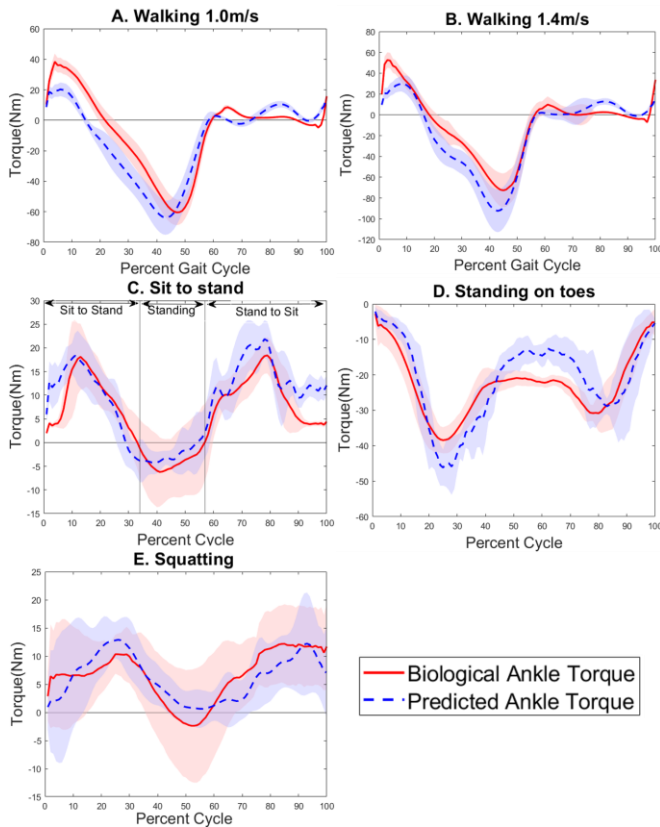 A. Walking 1.0m/s
Torque(Nm)
60
40
20
0
-20
-40
-60
-80
0 10 20 30 40 50 60 70 80 90 100
Percent Gait Cycle
B. Walking 1.4m/s
Torque(Nm)
80
60
40
20
0
-20
-40
-60
-80
-100
-120
0 10 20 30 40 50 60 70 80 90 100
Percent Gait Cycle
C. Sit to stand
Sit to Stand Standing Stand to Sit
Torque(Nm)
30
25
20
15
10
5
0
-5
-10
-15
0 10 20 30 40 50 60 70 80 90 100
Percent Cycle
D. Standing on toes
Torque(Nm)
0
-10
-20
-30
-40
-50
-60
0 10 20 30 40 50 60 70 80 90 100
Percent Cycle
E. Squatting
Torque(Nm)
25
20
15
10
5
0
-5
-10
-15
0 10 20 30 40 50 60 70 80 90 100
Percent Cycle
Biological Ankle Torque
Predicted Ankle Torque